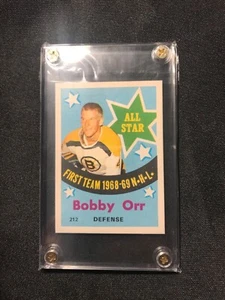 ALL
STAR
B
FIRST TEAM 1968-69 N•H•L•
Bobby Orr
212 DEFENSE